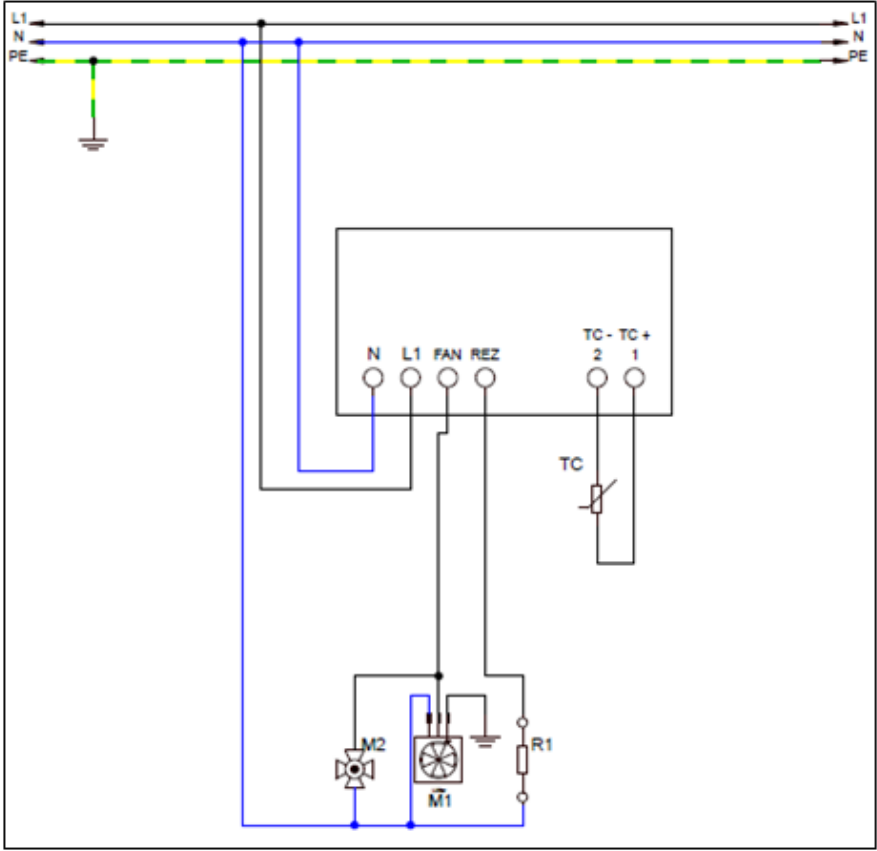 L1 L1
N N
PE PE
TC - TC +
N L1 FAN REZ 2 1
TC
M2 R1
M1